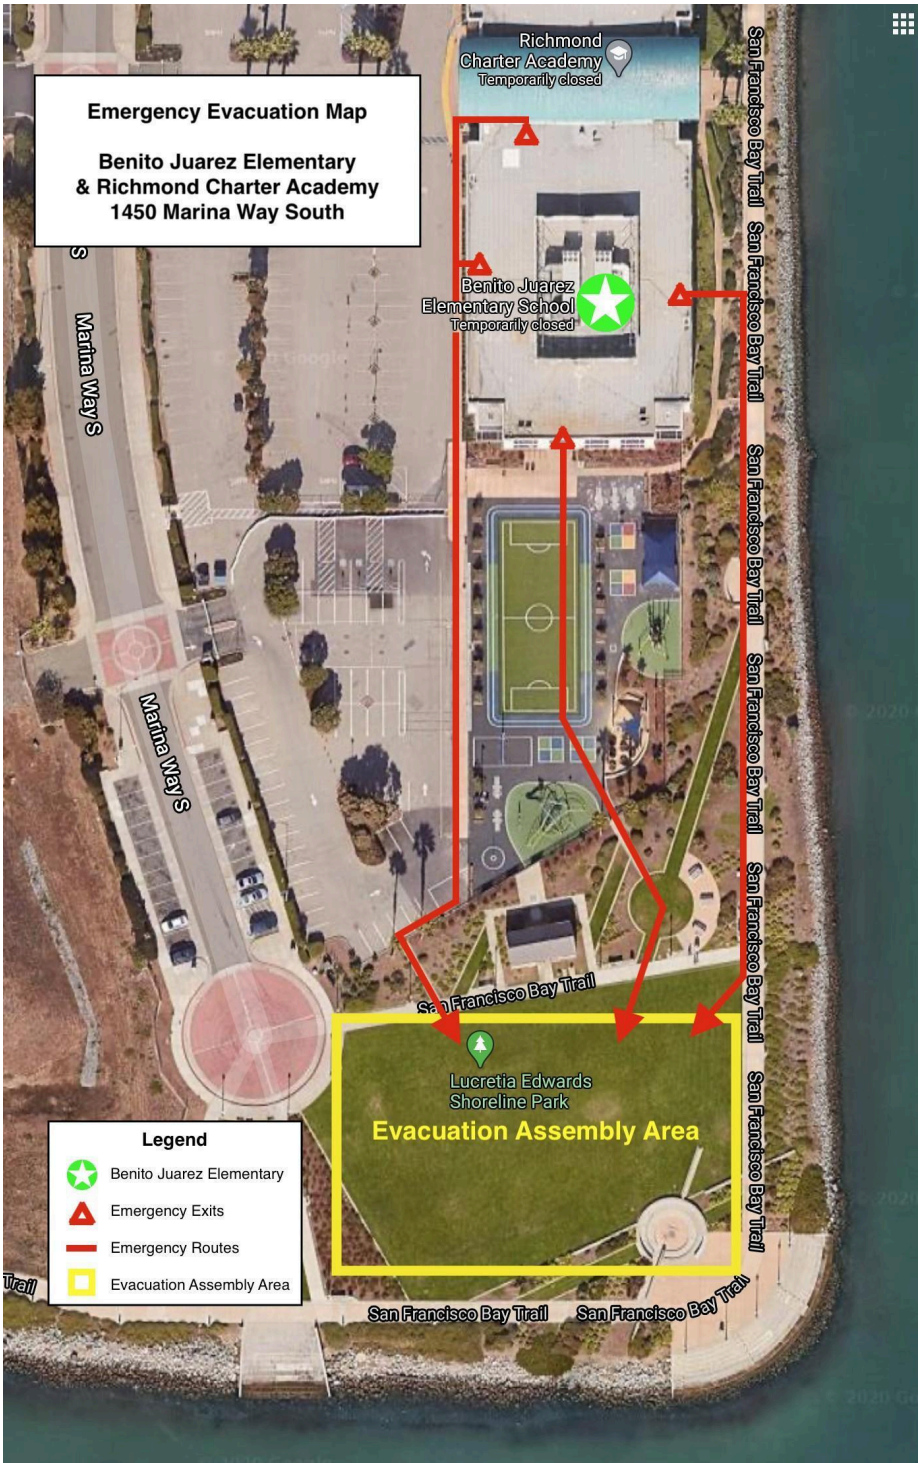 Richmond
Charter Academy
Temporarily closed
Emergency Evacuation Map
Benito Juarez Elementary
& Richmond Charter Academy
1450 Marina Way South
San Francisco Bay Trail
S
San Francisco Bay Trail
Benito Juarez
Elementary School
Temporarily closed
Marina Way S
San Francisco Bay Trail
San Francisco Bay Trail
Marina Way S
San Francisco Bay Trail
San Francisco Bay Trail
Lucretia Edwards
Shoreline Park
Evacuation Assembly Area
San Francisco Bay Trail
Legend
Benito Juarez Elementary
Emergency Exits
Emergency Routes
Evacuation Assembly Area
Trail
San Francisco Bay Trail
San Francisco Bay Trail
© 2020